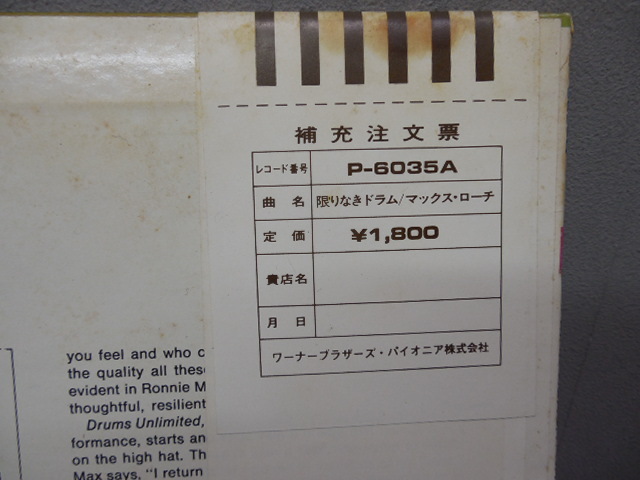 補充注文票
レコード番号 P-6035A
曲名 限りなきドラム/マックス・ローチ
定価 ¥1,800
貴店名
月日
ワーナーブラザーズ・パイオニア株式会社
you feel and who
the quality all
evident in Ronnie
thoughtful, resilient
Drums Unlimited,
formance, starts
on the high hat.
Max says, "I return